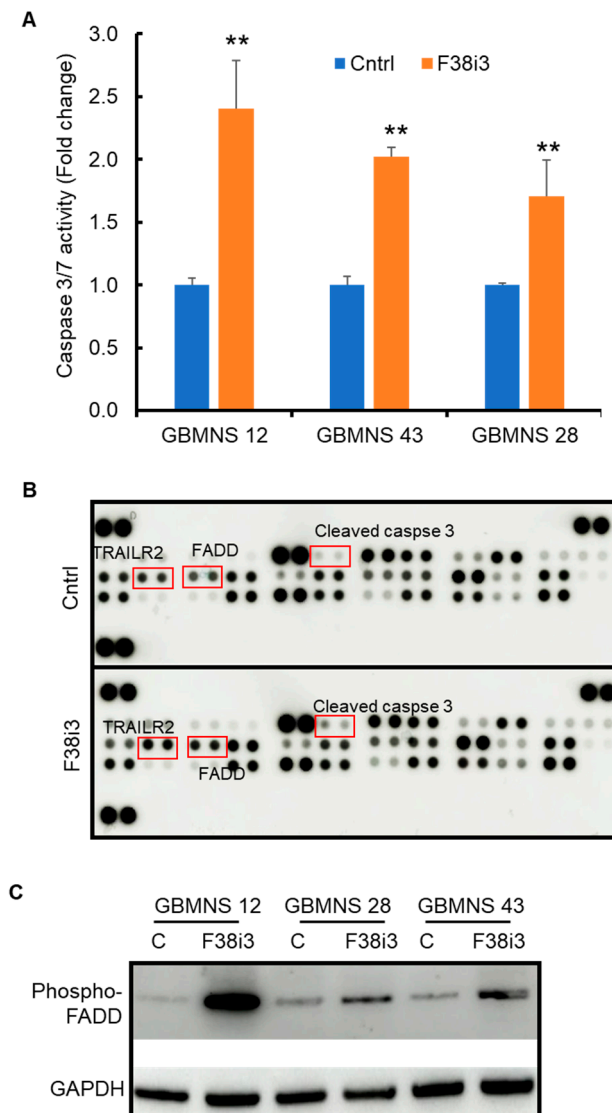 A
Caspase 3/7 activity (Fold change)
3.0
2.5
2.0
1.5
1.0
0.5
0.0
Cntrl F38i3
** ** **
GBMNS 12 GBMNS 43 GBMNS 28
B
Cntrl
TRAILR2 FADD Cleaved caspse 3
F38i3
TRAILR2 FADD Cleaved caspse 3
C
GBMNS 12 GBMNS 28 GBMNS 43
C F38i3 C F38i3 C F38i3
Phospho-
FADD
GAPDH